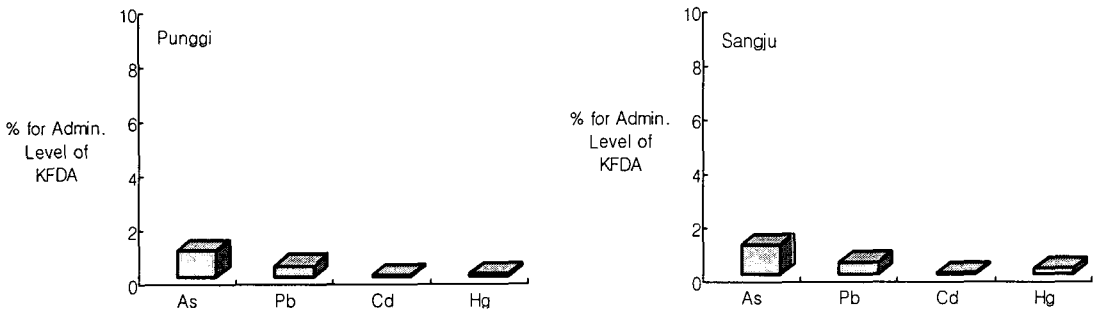 10
8
6
4
2
0
Punggi
% for Admin.
Level of
KFDA
As Pb Cd Hg
10
8
6
4
2
0
Sangju
% for Admin.
Level of
KFDA
As Pb Cd Hg